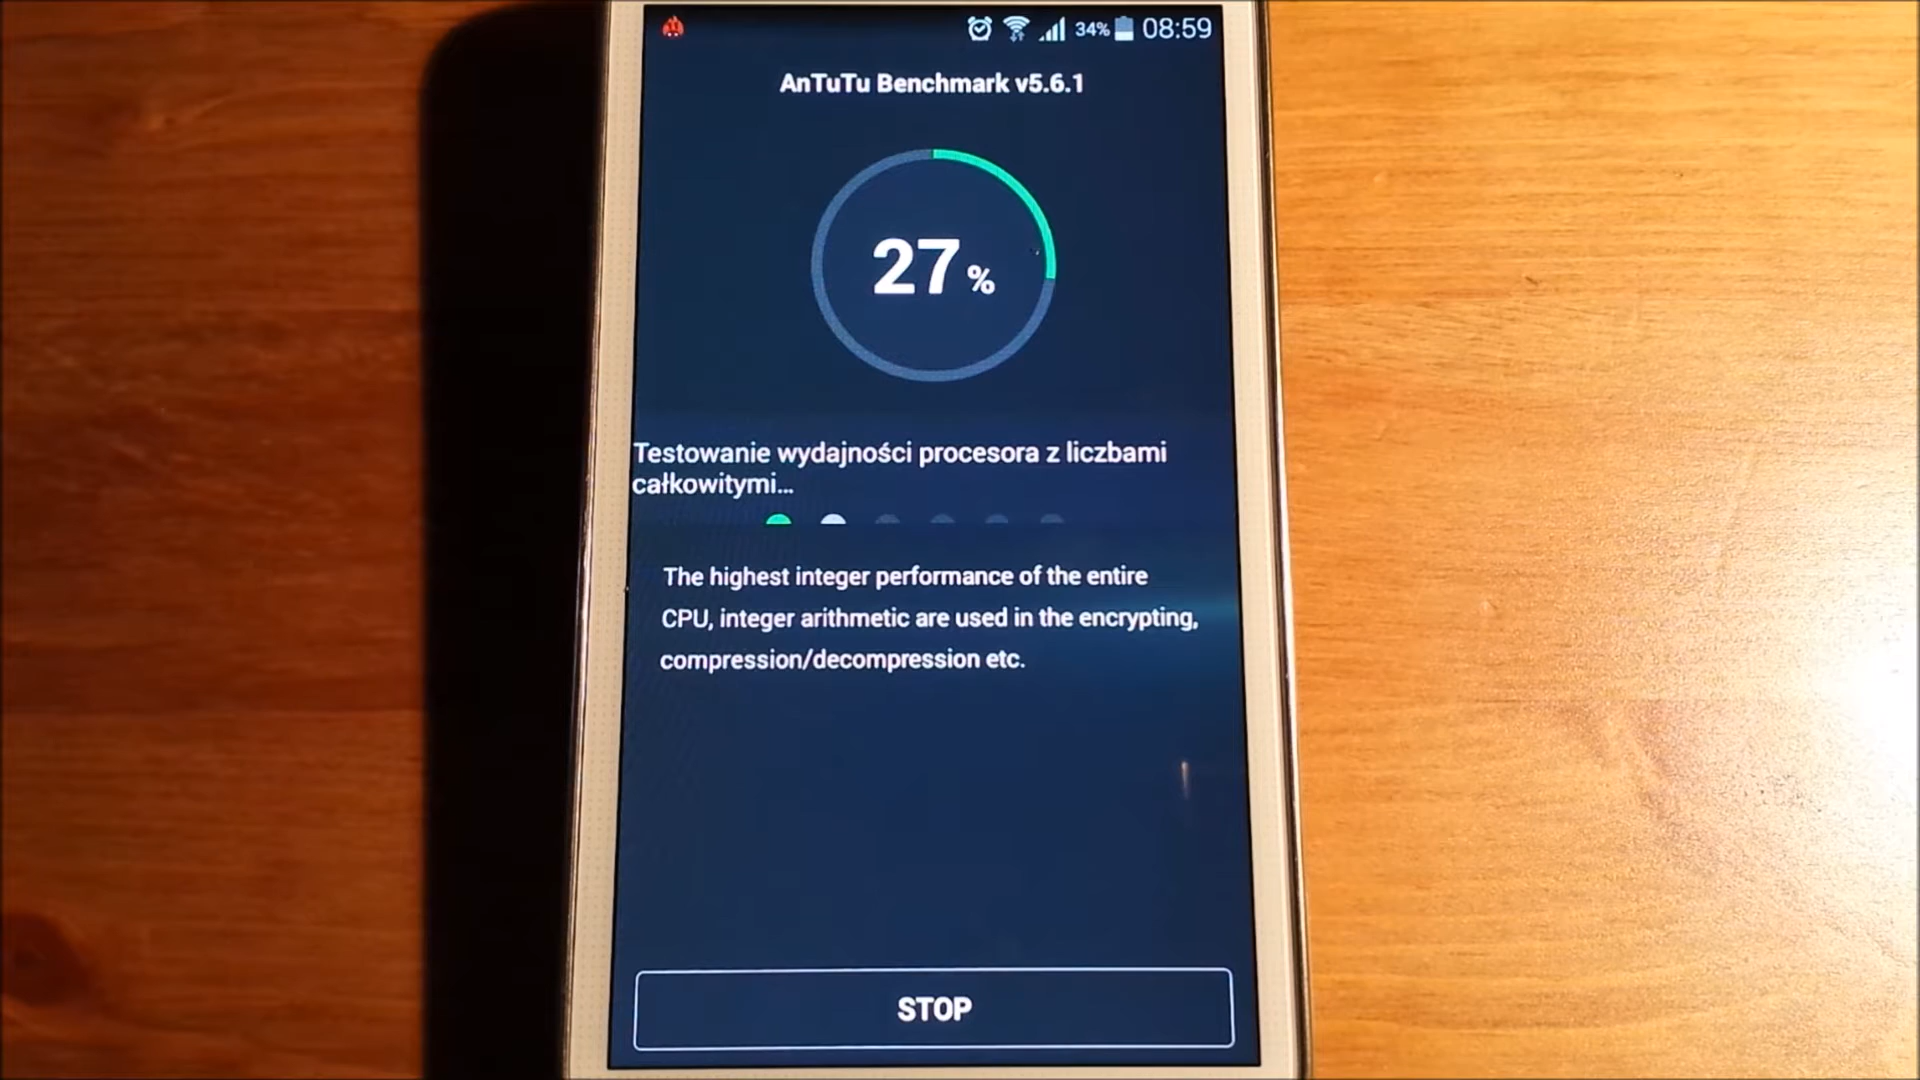 34% 08:59
AnTuTu Benchmark v5.6.1
27 %
Testowanie wydajności procesora z liczbami
całkowitymi...
The highest integer performance of the entire
CPU, integer arithmetic are used in the encrypting,
compression/decompression etc.
STOP